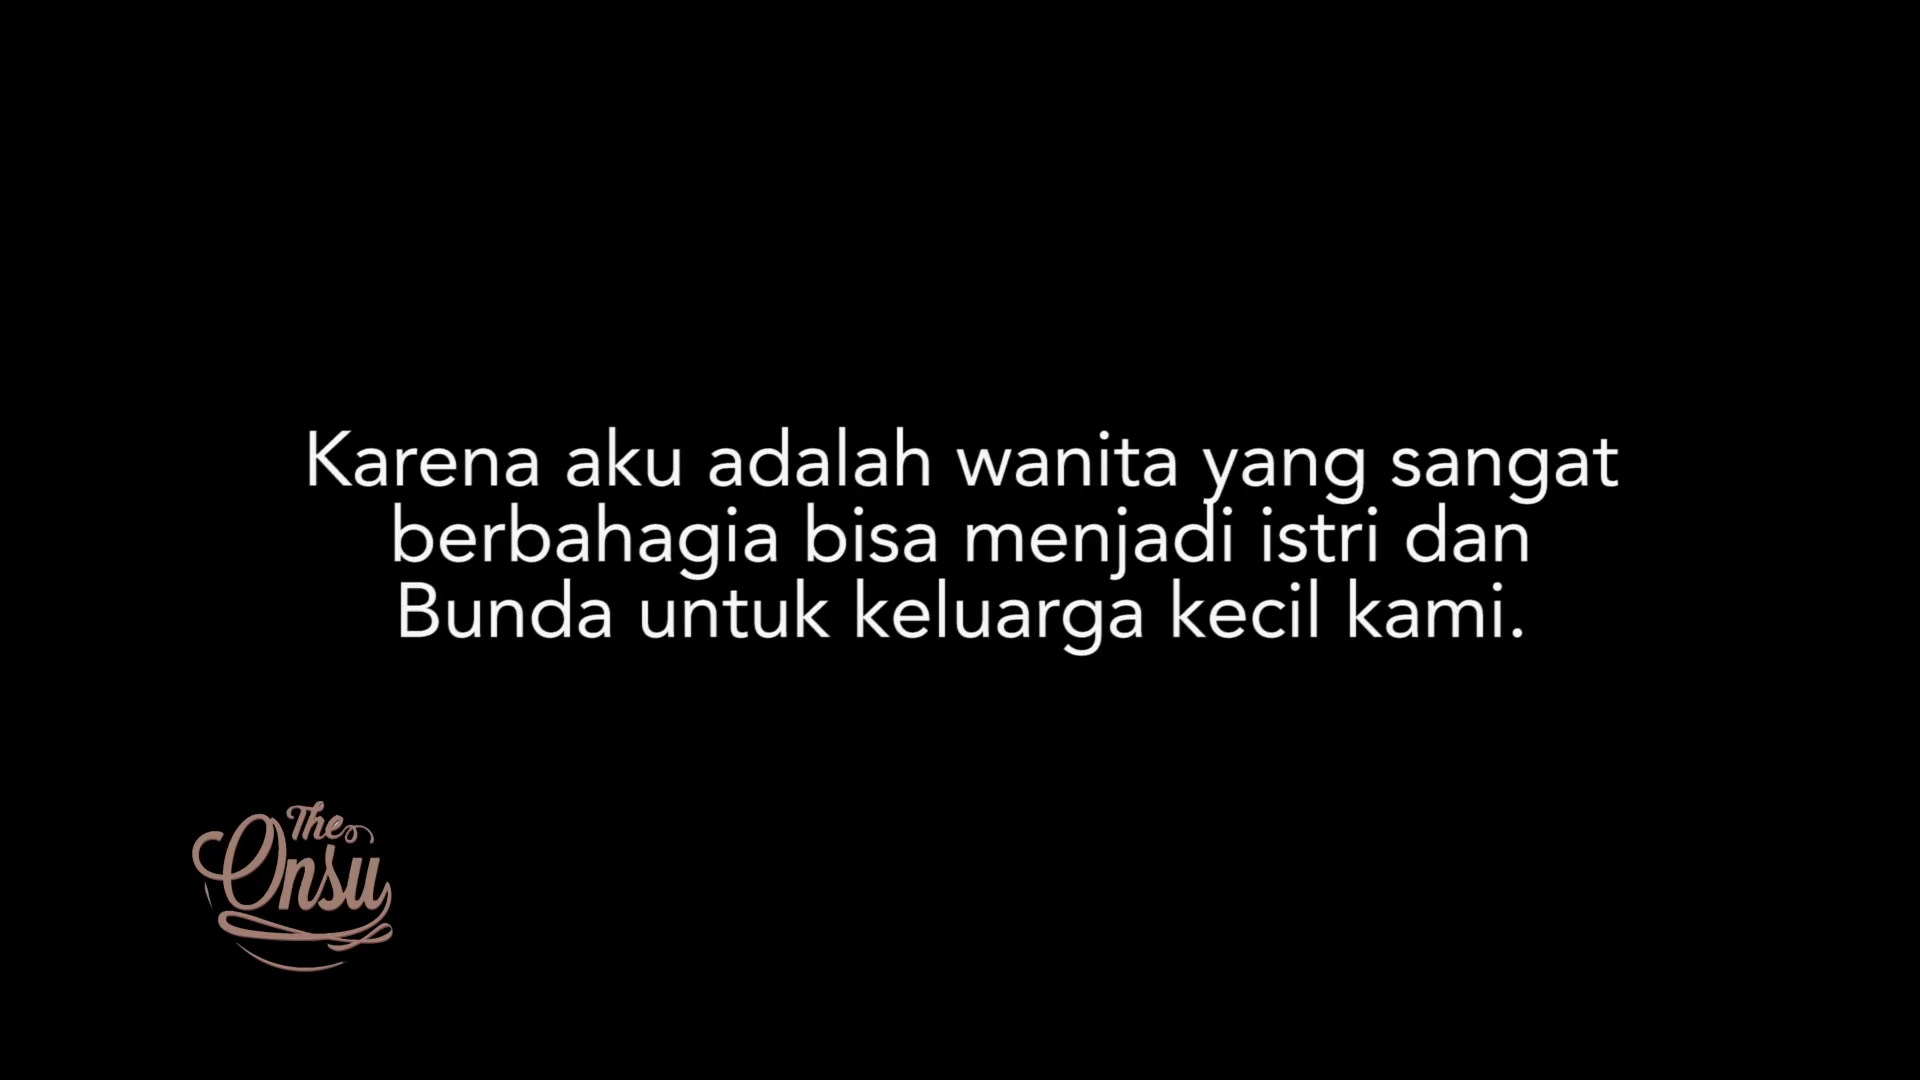 Karena aku adalah wanita yang sangat
berbahagia bisa menjadi istri dan
Bunda untuk keluarga kecil kami.
The
Onsu